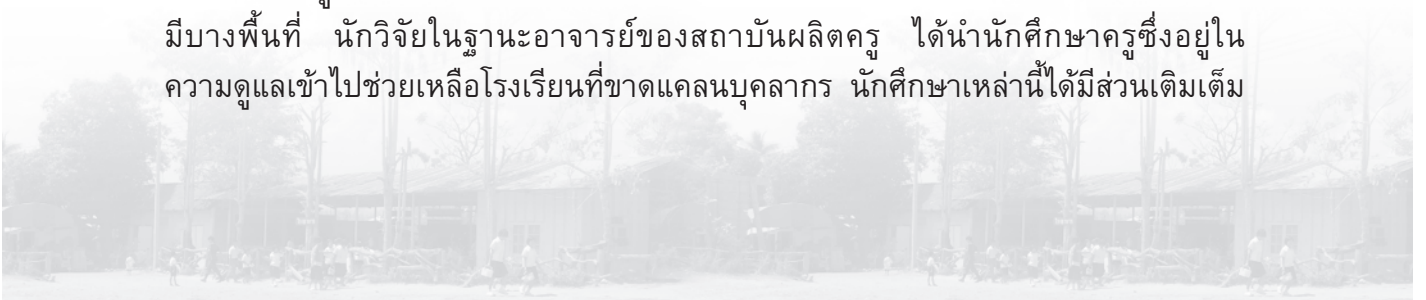 มีบางพื้นที่ นักวิจัยในฐานะอาจารย์ของสถาบันผลิตครู ได้นำนักศึกษาครูซึ่งอยู่ใน
ความดูแลเข้าไปช่วยเหลือโรงเรียนที่ขาดแคลนบุคลากร นักศึกษาเหล่านี้ได้มีส่วนเติมเต็ม